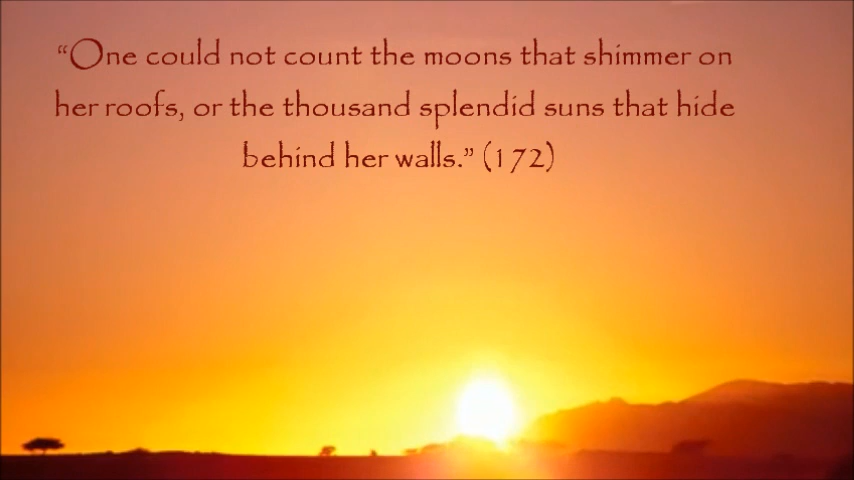 “One could not count the moons that shimmer on
her roofs, or the thousand splendid suns that hide
behind her walls.” (172)